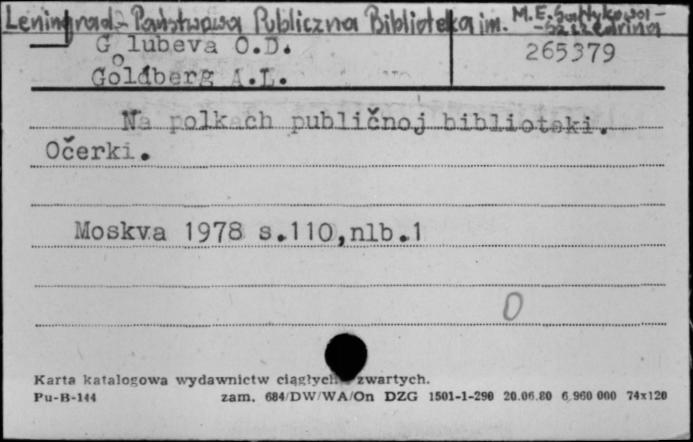 Leningrad - Państwowa Publiczna Biblioteka im. M.E. Sałtykowa-
-Szczedrina
Golubeva O.D.
265379
Goldberg A.L.
Na polkach publičnoj biblioteki.
Očerki.
Moskva 1978 s.110,nlb.1
0
Karta katalogowa wydawnictw ciągłych zwartych.
Pu-B-144
zam. 684/DW/WA/On DZG 1501-1-290 20.06.80 6.960 000 74x120